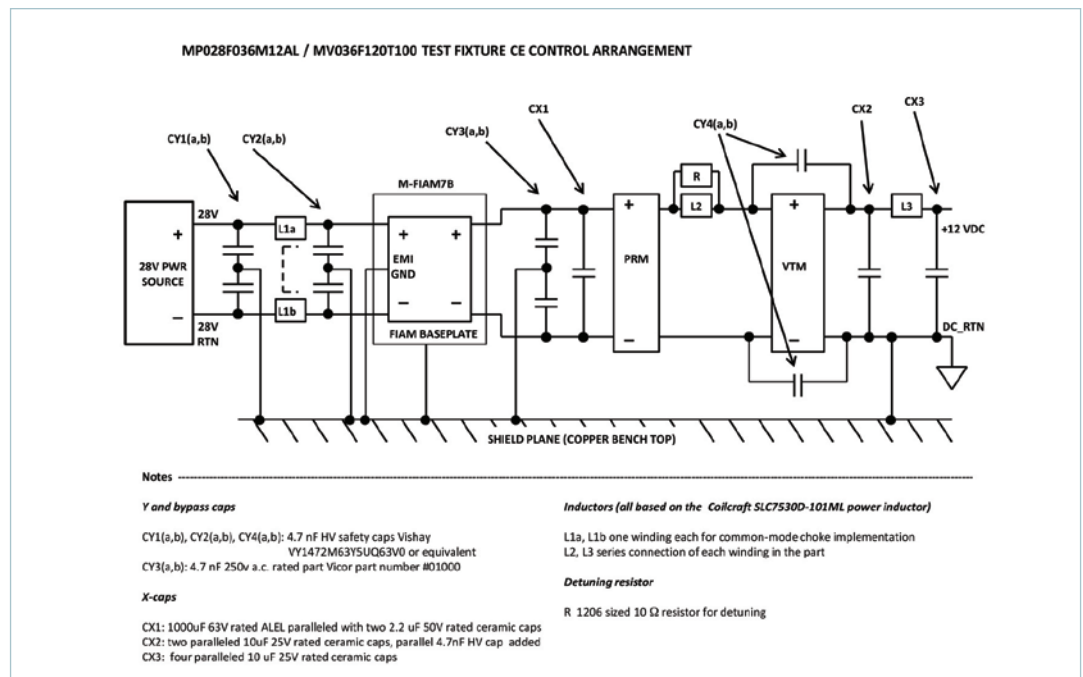 MP028F036M12AL / MV036F120T100 TEST FIXTURE CE CONTROL ARRANGEMENT
CX1
CX2
CX3
CY1(a,b)
CY2(a,b)
CY3(a,b)
CY4(a,b)
M-FIAM7B
28V
L1a
R
L2
L3
+
+
+
+
+
+12 VDC
28V PWR
SOURCE
EMI
GND
PRM
VTM
–
–
–
–
–
L1b
28V
RTN
FIAM BASEPLATE
DC_RTN
SHIELD PLANE (COPPER BENCH TOP)
Notes
Y and bypass caps
CY1(a,b), CY2(a,b), CY4(a,b): 4.7 nF HV safety caps Vishay
VY1472M63Y5UQ63V0 or equivalent
CY3(a,b): 4.7 nF 250v a.c. rated part Vicor part number #01000
X-caps
CX1: 1000uF 63V rated ALEL paralleled with two 2.2 uF 50V rated ceramic caps
CX2: two paralleled 10uF 25V rated ceramic caps, parallel 4.7nF HV cap added
CX3: four paralleled 10 uF 25V rated ceramic caps
Inductors (all based on the Coilcraft SLC7530D-101ML power inductor)
L1a, L1b one winding each for common-mode choke implementation
L2, L3 series connection of each winding in the part
Detuning resistor
R 1206 sized 10 Ω resistor for detuning